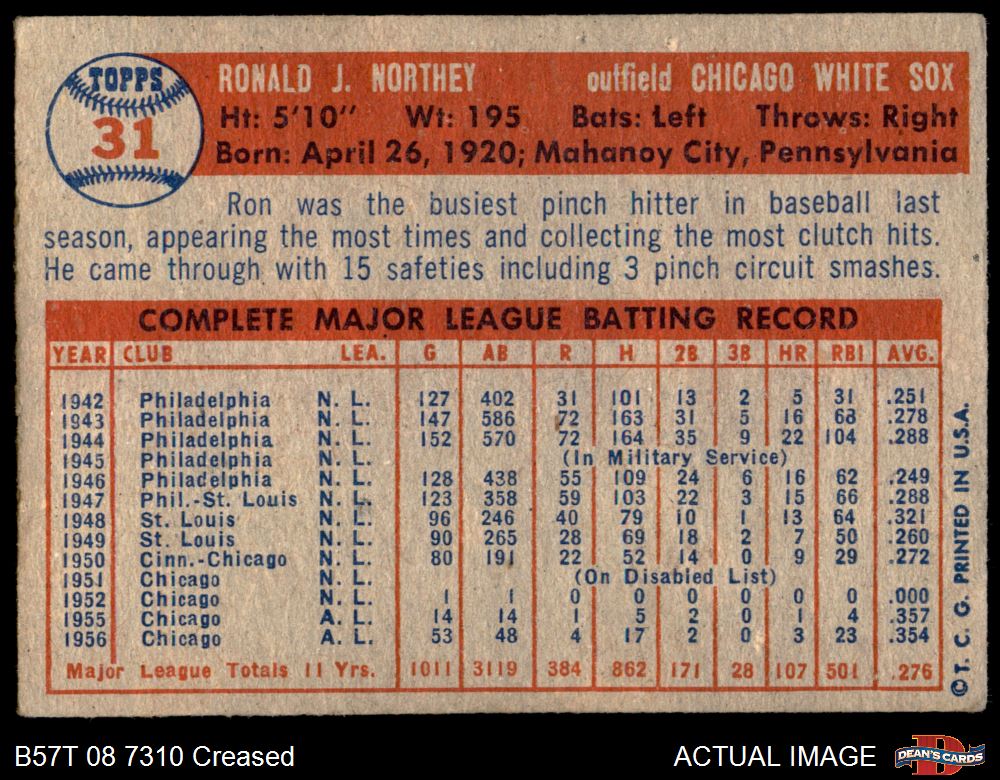 TOPPS
31
RONALD J. NORTHEY outfield CHICAGO WHITE SOX
Ht: 5'10" Wt: 195 Bats: Left Throws: Right
Born: April 26, 1920; Mahanoy City, Pennsylvania
Ron was the busiest pinch hitter in baseball last
season, appearing the most times and collecting the most clutch hits.
He came through with 15 safeties including 3 pinch circuit smashes.
COMPLETE MAJOR LEAGUE BATTING RECORD
YEAR CLUB LEA. G AB R H 2B 3B HR RBI AVG.
1942 Philadelphia N. L. 127 402 31 101 13 2 5 31 .251
1943 Philadelphia N. L. 147 586 72 163 31 5 16 68 .278
1944 Philadelphia N. L. 152 570 72 164 35 9 22 104 .288
1945 Philadelphia N. L. (In Military Service)
1946 Philadelphia N. L. 128 438 55 109 24 6 16 62 .249
1947 Phil.-St. Louis N. L. 123 358 59 103 22 3 15 66 .288
1948 St. Louis N. L. 96 246 40 79 10 1 13 64 .321
1949 St. Louis N. L. 90 265 28 69 18 2 7 50 .260
1950 Cinn.-Chicago N. L. 80 191 22 52 14 0 9 29 .272
1951 Chicago N. L. (On Disabled List)
1952 Chicago N. L. 1 1 0 0 0 0 0 0 .000
1955 Chicago A. L. 14 14 1 5 2 0 1 4 .357
1956 Chicago A. L. 53 48 4 17 2 0 3 23 .354
Major League Totals 11 Yrs. 1011 3119 384 862 171 28 107 501 .276
©T. C. G. PRINTED IN U.S.A.
B57T 08 7310 Creased
ACTUAL IMAGE
DEAN'S CARDS